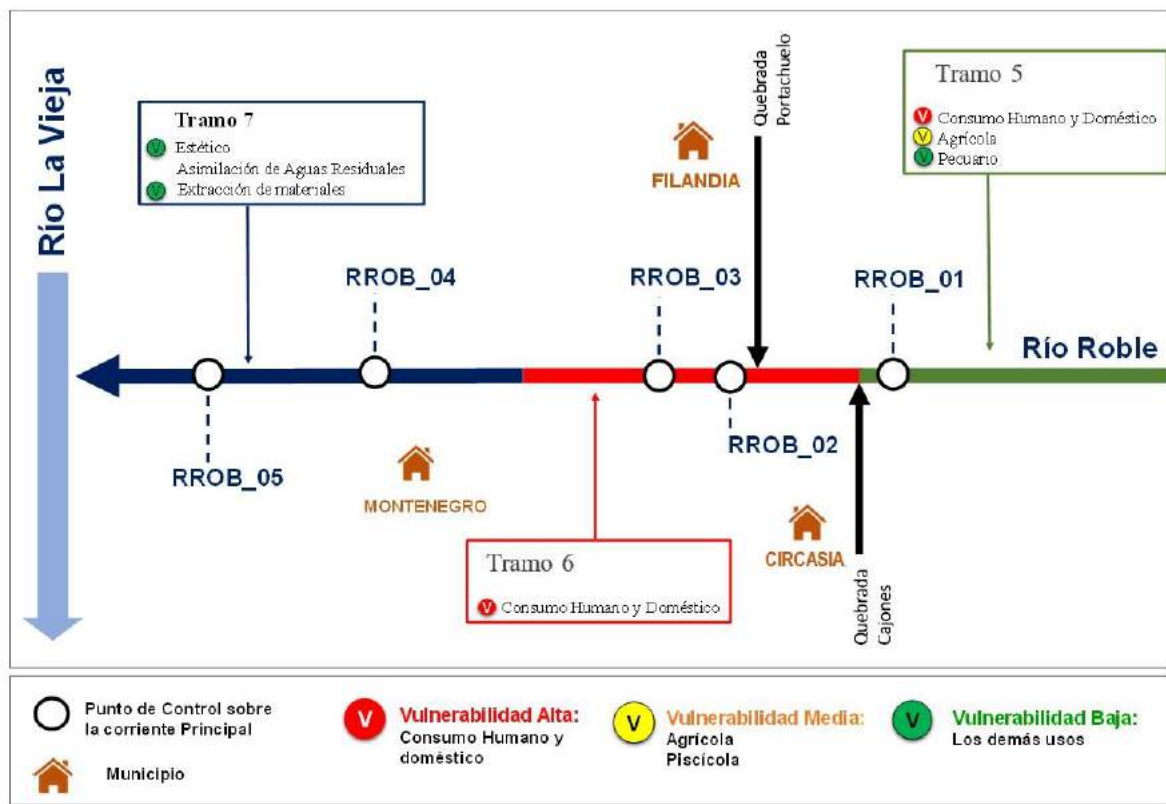 Río La Vieja
Tramo 7
V Estético
Asimilación de Aguas Residuales
V Extracción de materiales
FILANDIA
Quebrada
Portachuelo
Tramo 5
V Consumo Humano y Doméstico
V Agrícola
V Pecuario
RROB_04
RROB_03
RROB_01
Río Roble
RROB_05
RROB_02
MONTENEGRO
CIRCASIA
Tramo 6
V Consumo Humano y Doméstico
Quebrada
Cajones
Punto de Control sobre
la corriente Principal
Municipio
V Vulnerabilidad Alta:
Consumo Humano y
doméstico
V Vulnerabilidad Media:
Agrícola
Piscícola
V Vulnerabilidad Baja:
Los demás usos